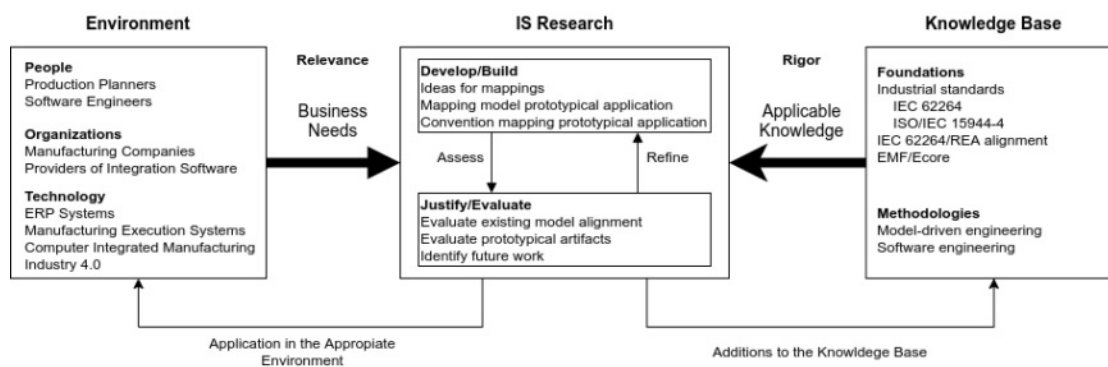 Environment
IS Research
Knowledge Base
People
Production Planners
Software Engineers
Organizations
Manufacturing Companies
Providers of Integration Software
Technology
ERP Systems
Manufacturing Execution Systems
Computer Integrated Manufacturing
Industry 4.0
Relevance
Business
Needs
Develop/Build
Ideas for mappings
Mapping model prototypical application
Convention mapping prototypical application
Assess
Refine
Justify/Evaluate
Evaluate existing model alignment
Evaluate prototypical artifacts
Identify future work
Rigor
Applicable
Knowledge
Foundations
Industrial standards
IEC 62264
ISO/IEC 15944-4
IEC 62264/REA alignment
EMF/Ecore
Methodologies
Model-driven engineering
Software engineering
Application in the Appropiate
Environment
Additions to the Knowldege Base